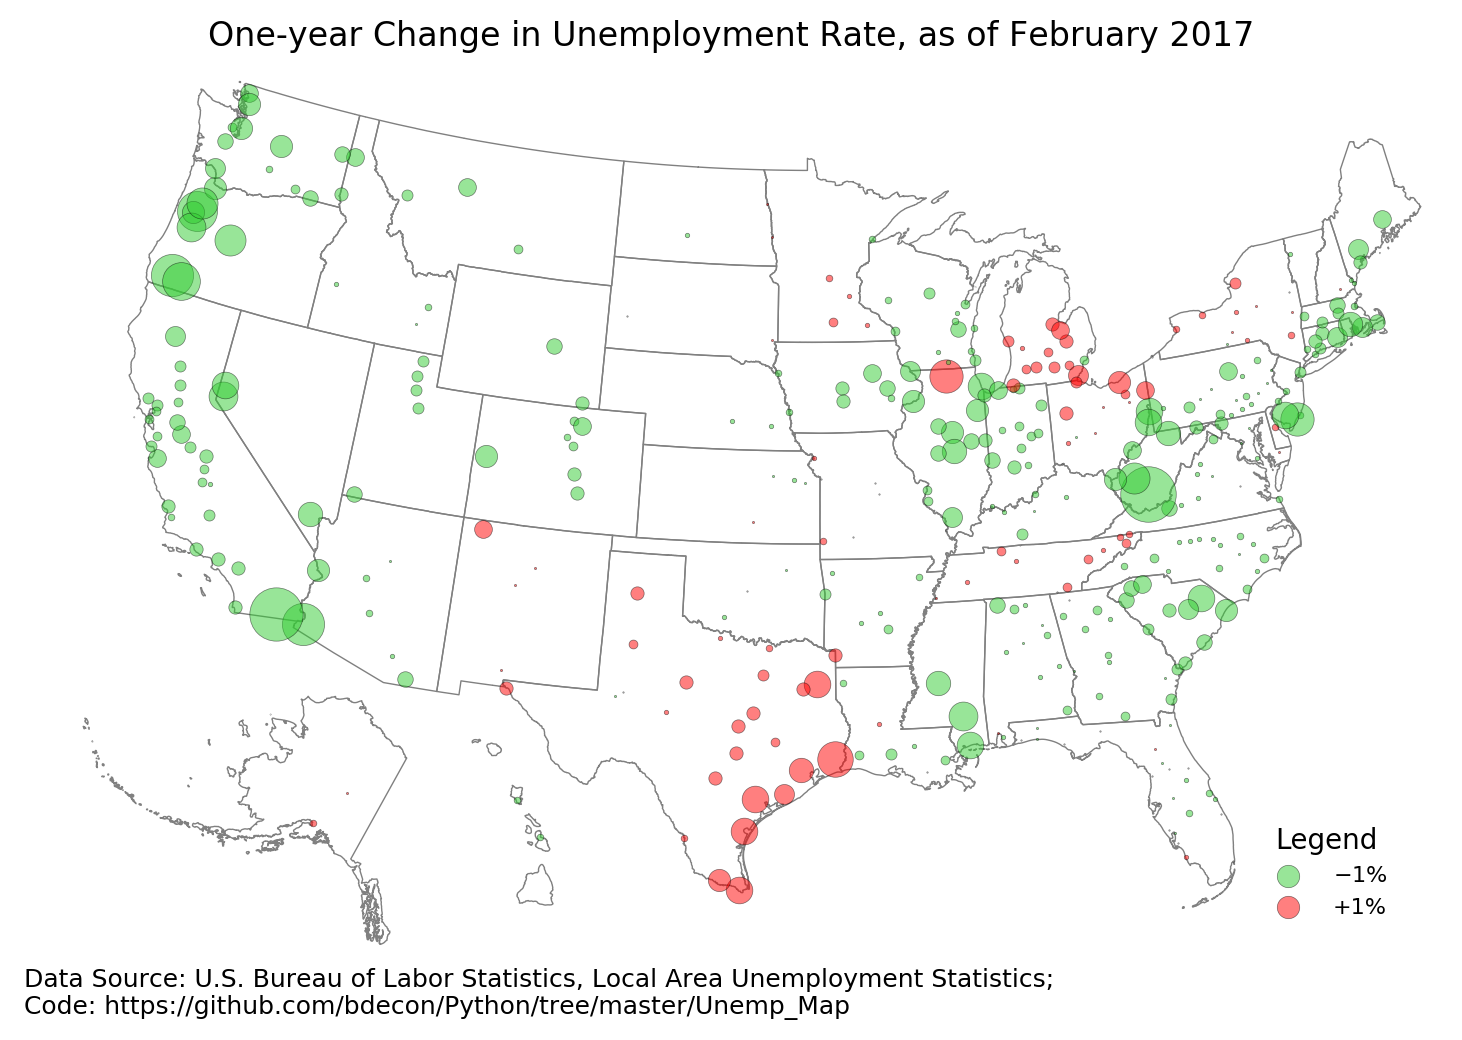 One-year Change in Unemployment Rate, as of February 2017
Legend
−1%
+1%
Data Source: U.S. Bureau of Labor Statistics, Local Area Unemployment Statistics;
Code: https://github.com/bdecon/Python/tree/master/Unemp_Map